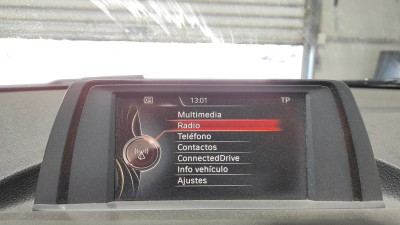 13:01 TP
Multimedia
Radio
Teléfono
Contactos
ConnectedDrive
Info vehículo
Ajustes